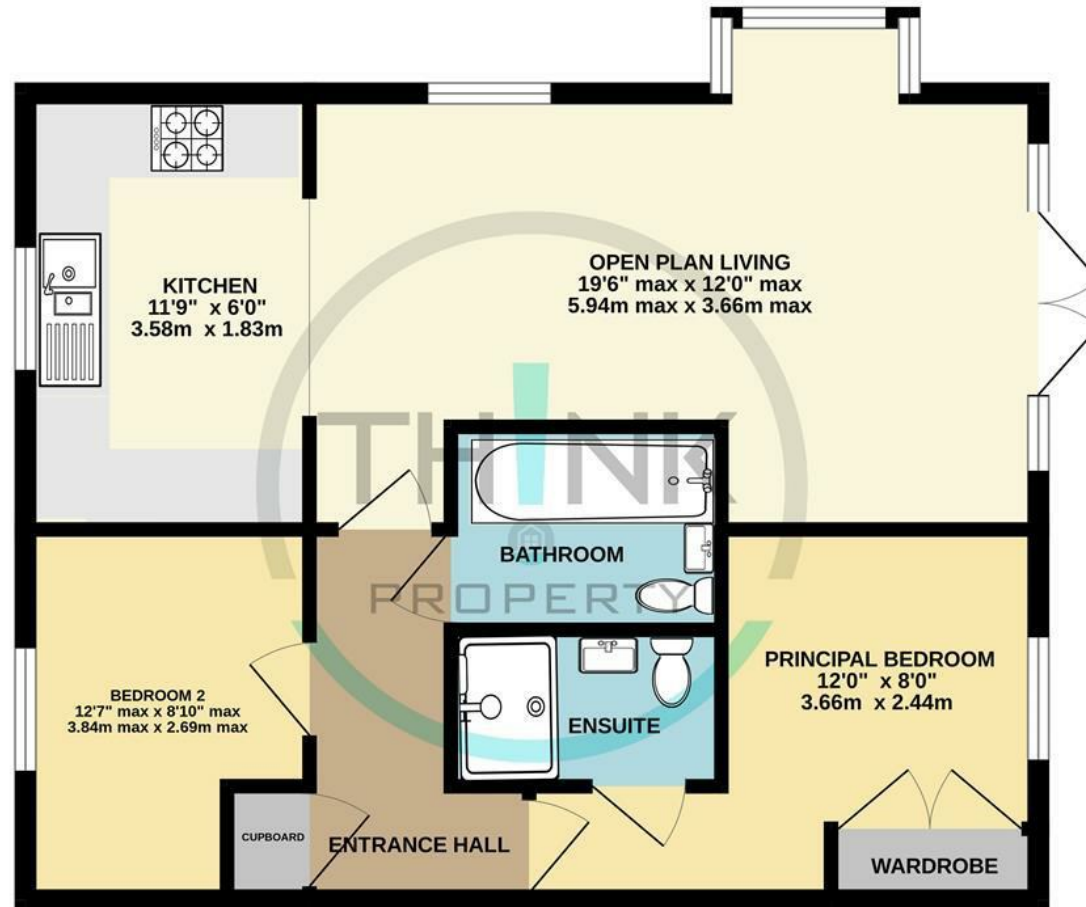 KITCHEN
11'9" x 6'0"
3.58m x 1.83m
OPEN PLAN LIVING
19'6" max x 12'0" max
5.94m max x 3.66m max
TH!NK
PROPERTY
BATHROOM
BEDROOM 2
12'7" max x 8'10" max
3.84m max x 2.69m max
ENSUITE
PRINCIPAL BEDROOM
12'0" x 8'0"
3.66m x 2.44m
CUPBOARD
ENTRANCE HALL
WARDROBE